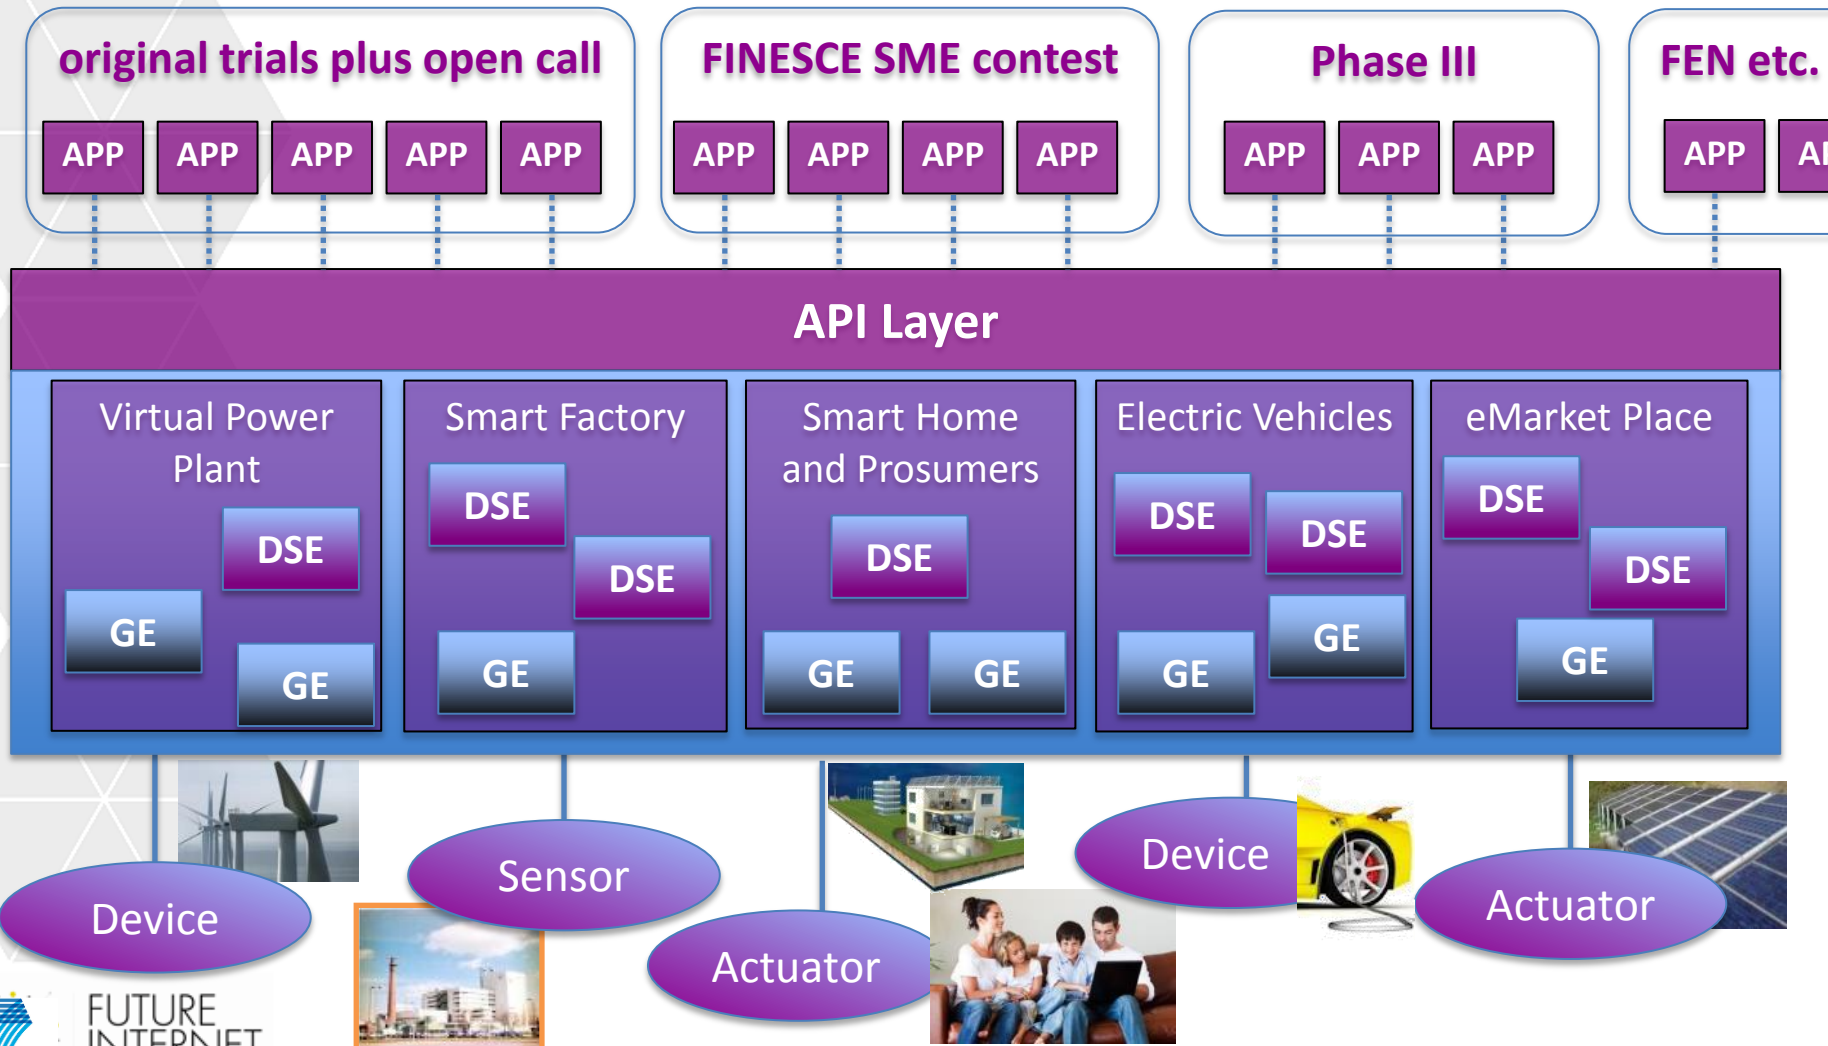 original trials plus open call
FINESCE SME contest
Phase III
FEN etc.
APP APP APP APP APP
APP APP APP APP
APP APP APP
APP
API Layer
Virtual Power
Plant
DSE
GE
GE
Smart Factory
DSE
DSE
GE
Smart Home
and Prosumers
DSE
GE GE
Electric Vehicles
DSE
DSE
GE
GE
eMarket Place
DSE
DSE
GE
Device
Sensor
Actuator
Device
Actuator
FUTURE
INTERNET